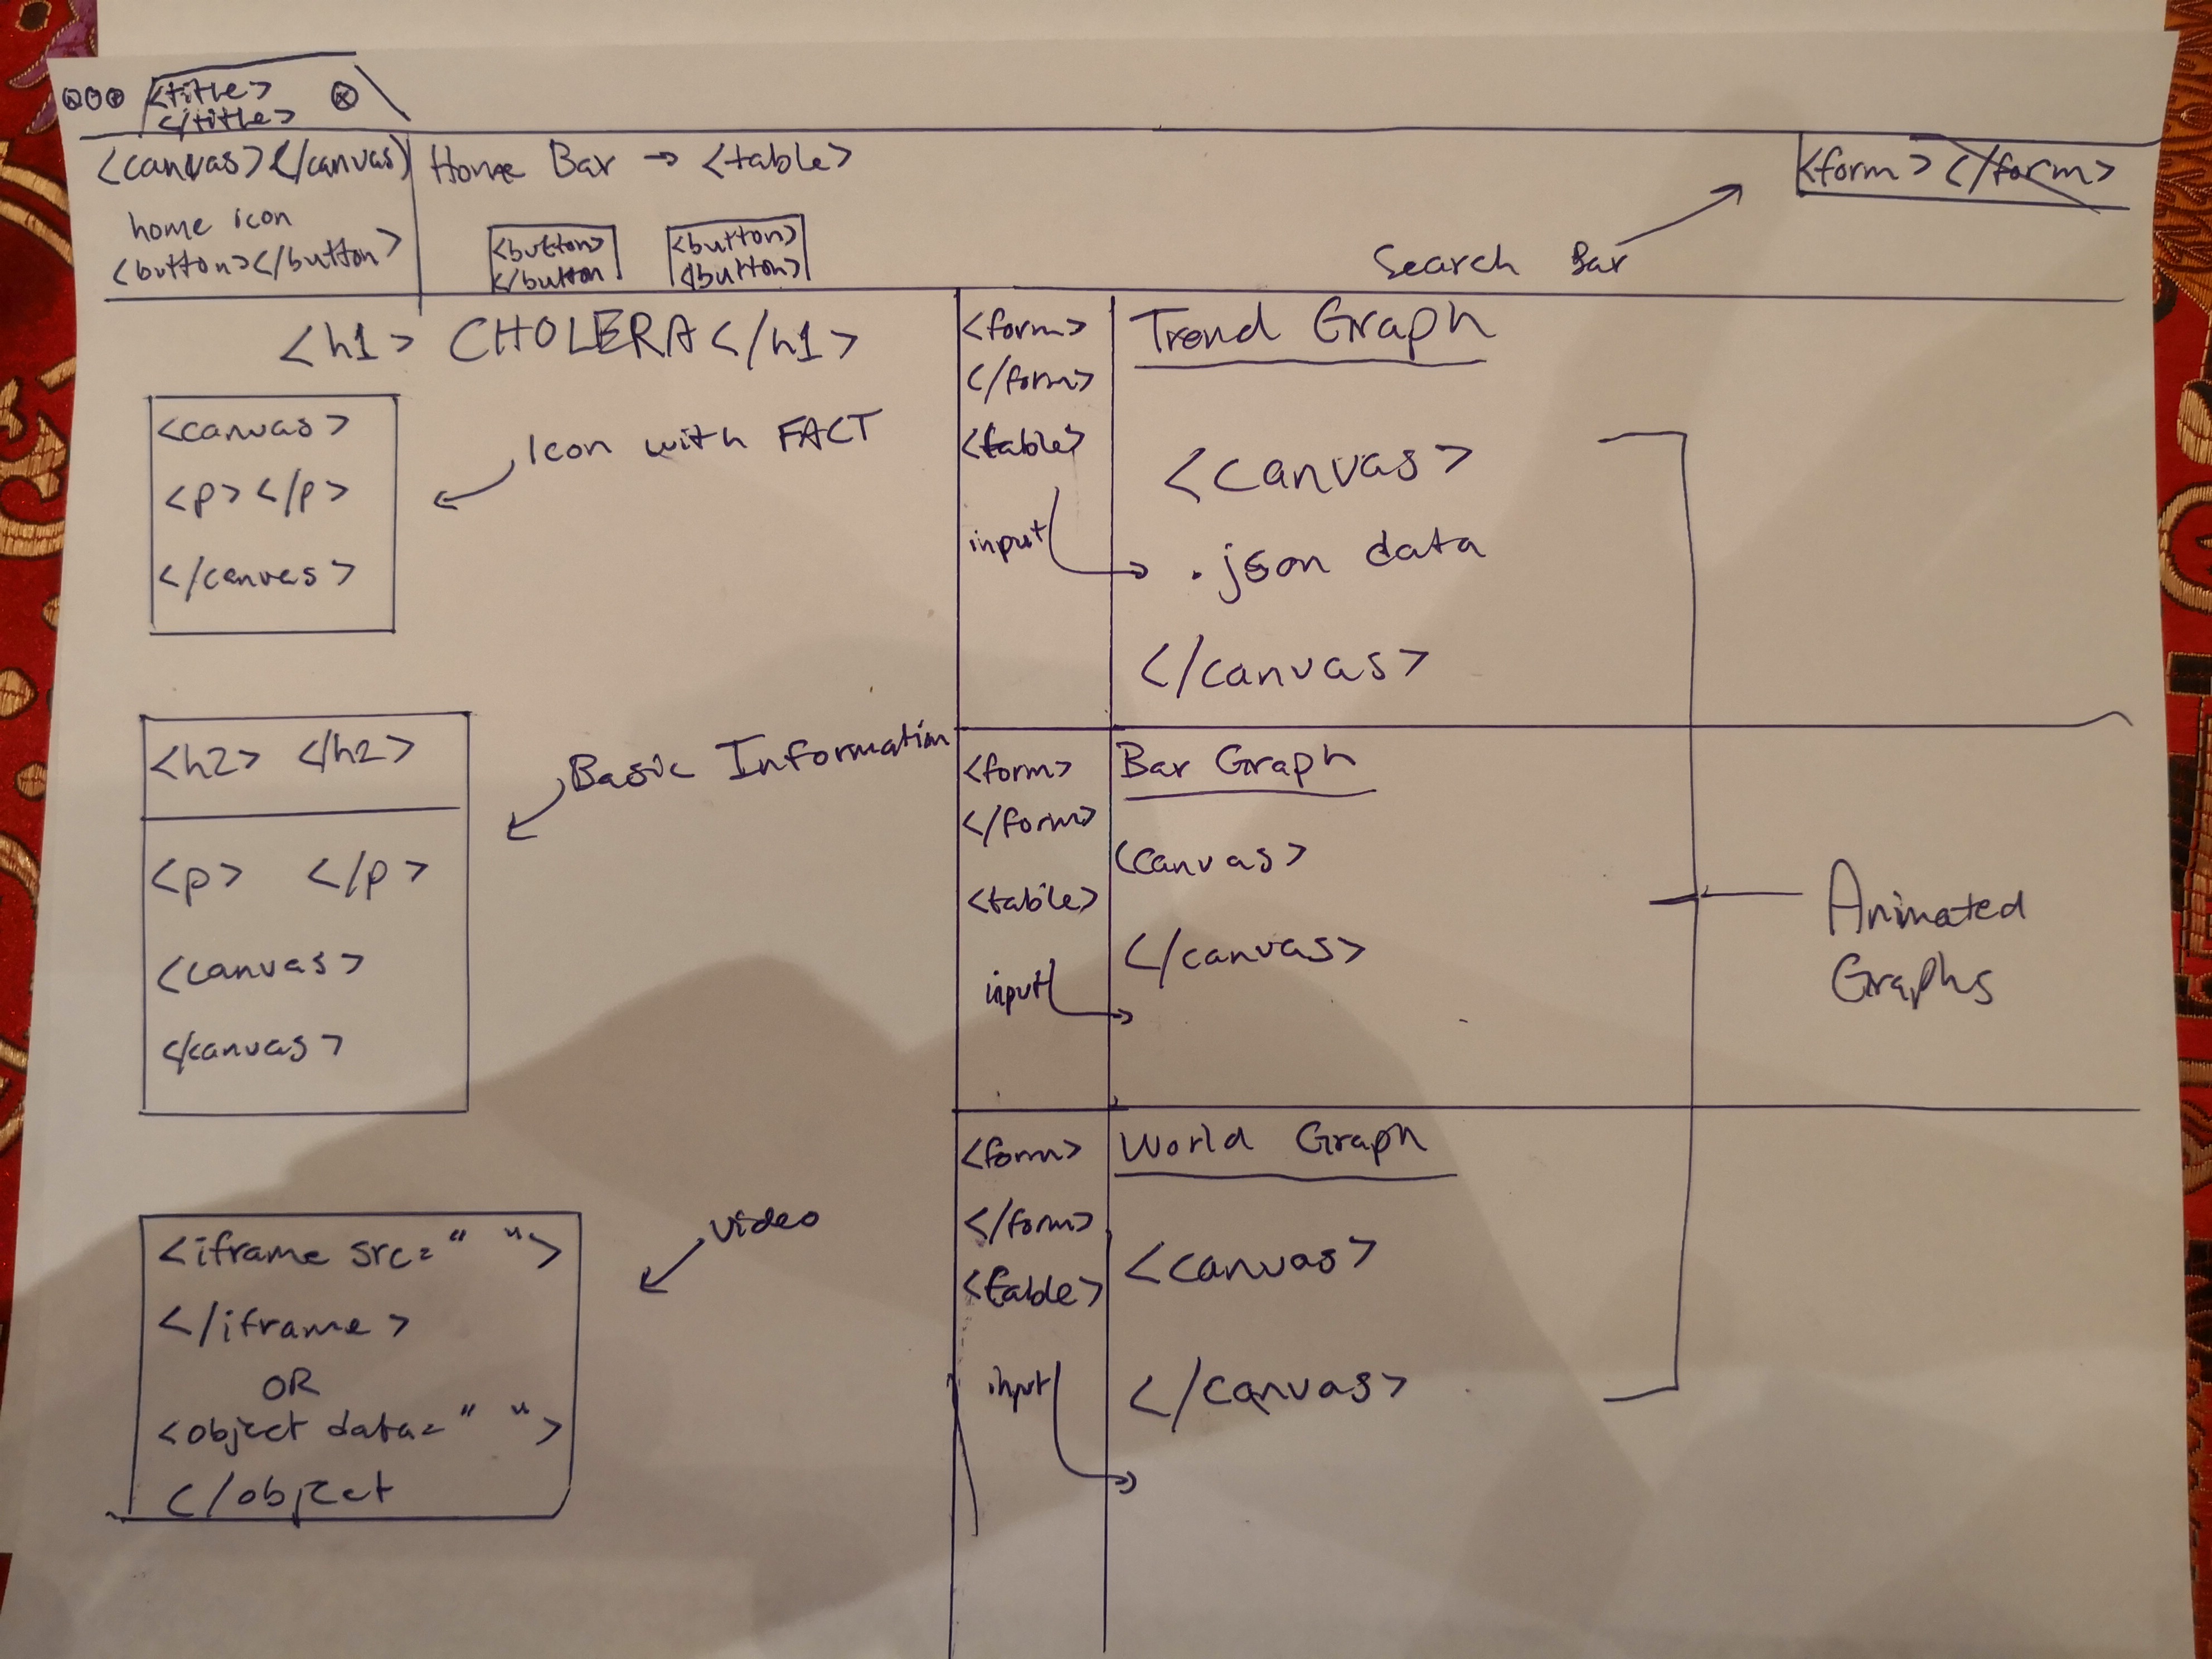 <title>
</title>
<canvas></canvas>
home icon
<button></button>
Home Bar → <table>
<button>
</button
<button>
</button>
<form></form>
Search Bar
<h1> CHOLERA </h1>
<canvas>
<p></p>
</canvas>
Icon with FACT
<h2> </h2>
<p> </p>
<canvas>
</canvas>
Basic Information
<iframe src=" ">
</iframe>
OR
<object data=" ">
</object
video
<form>
</form>
<table>
input
Trend Graph
<canvas>
.json data
</canvas>
<form>
</form>
<table>
input
Bar Graph
<canvas>
</canvas>
<form>
</form>
<table>
input
World Graph
<canvas>
</canvas>
Animated
Graphs